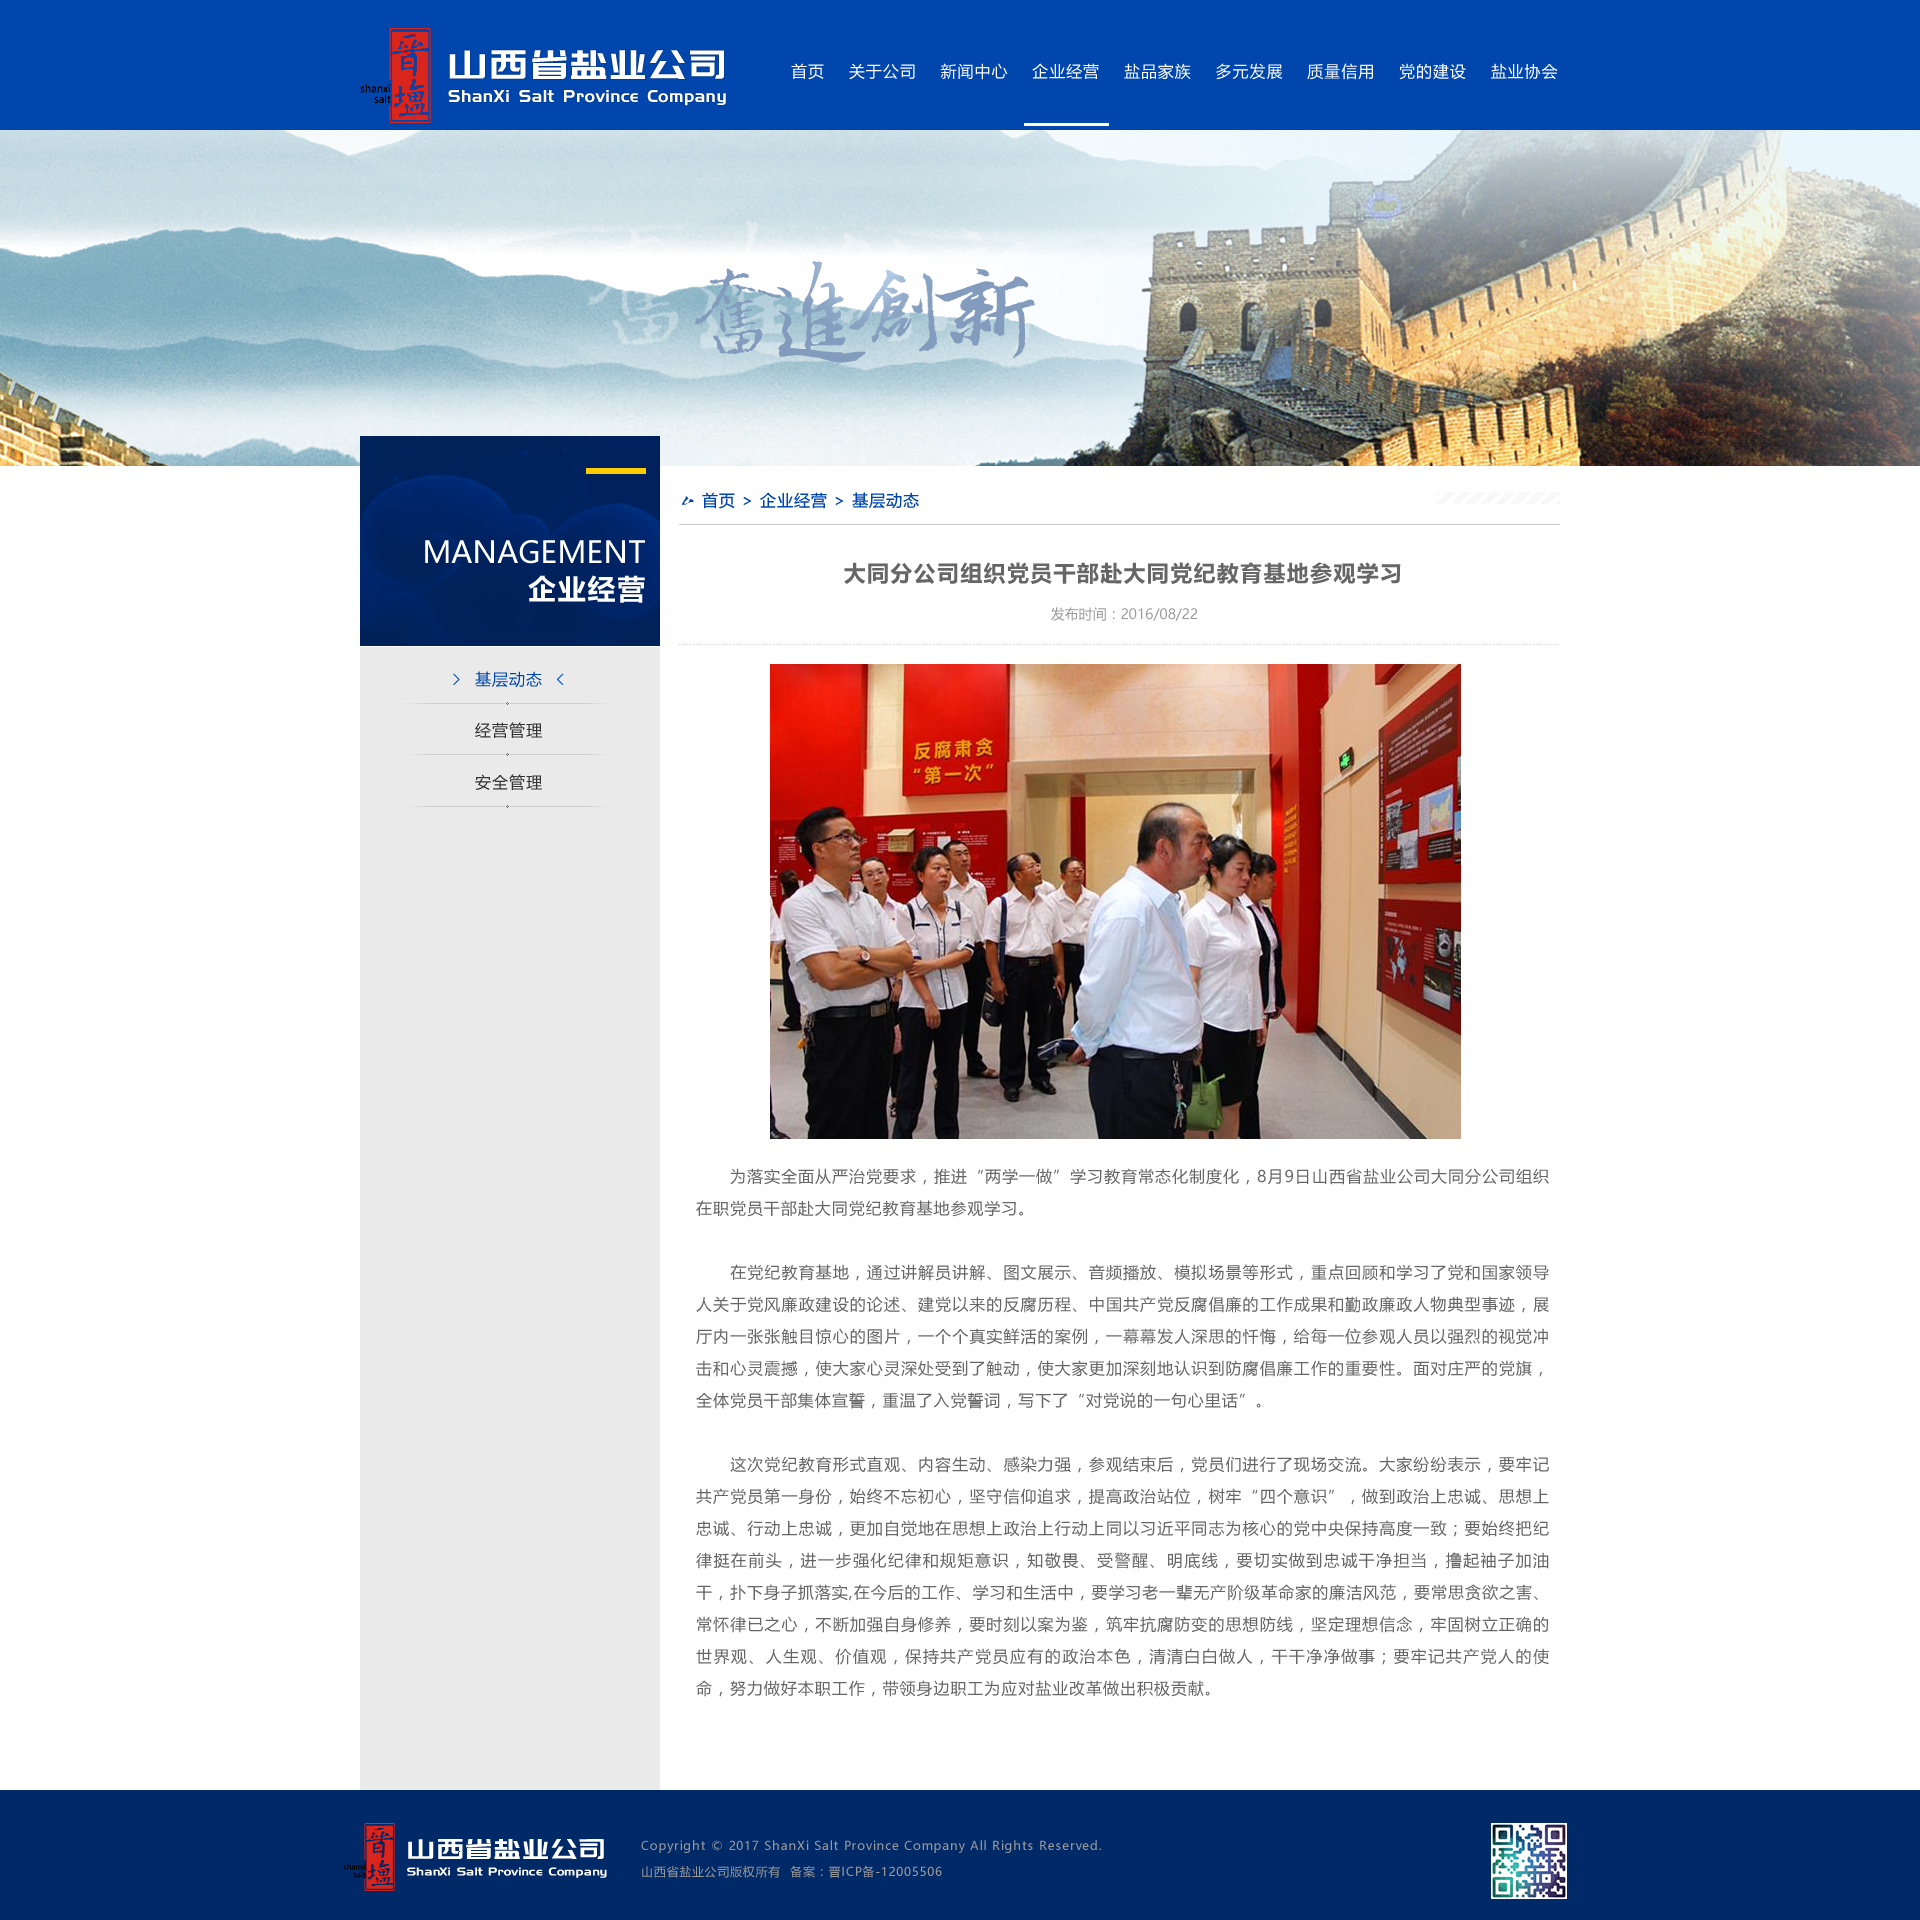 晋塩
shanxi
salt
山西省盐业公司
ShanXi Salt Province Company
首页 关于公司 新闻中心 企业经营 盐品家族 多元发展 质量信用 党的建设 盐业协会
奮進創新
首页 > 企业经营 > 基层动态
MANAGEMENT
企业经营
基层动态
经营管理
安全管理
大同分公司组织党员干部赴大同党纪教育基地参观学习
发布时间：2016/08/22
反腐肃贪
“第一次”
为落实全面从严治党要求，推进“两学一做”学习教育常态化制度化，8月9日山西省盐业公司大同分公司组织
在职党员干部赴大同党纪教育基地参观学习。
在党纪教育基地，通过讲解员讲解、图文展示、音频播放、模拟场景等形式，重点回顾和学习了党和国家领导
人关于党风廉政建设的论述、建党以来的反腐历程、中国共产党反腐倡廉的工作成果和勤政廉政人物典型事迹，展
厅内一张张触目惊心的图片，一个个真实鲜活的案例，一幕幕发人深思的忏悔，给每一位参观人员以强烈的视觉冲
击和心灵震撼，使大家心灵深处受到了触动，使大家更加深刻地认识到防腐倡廉工作的重要性。面对庄严的党旗，
全体党员干部集体宣誓，重温了入党誓词，写下了“对党说的一句心里话”。
这次党纪教育形式直观、内容生动、感染力强，参观结束后，党员们进行了现场交流。大家纷纷表示，要牢记
共产党员第一身份，始终不忘初心，坚守信仰追求，提高政治站位，树牢“四个意识”，做到政治上忠诚、思想上
忠诚、行动上忠诚，更加自觉地在思想上政治上行动上同以习近平同志为核心的党中央保持高度一致；要始终把纪
律挺在前头，进一步强化纪律和规矩意识，知敬畏、受警醒、明底线，要切实做到忠诚干净担当，撸起袖子加油
干，扑下身子抓落实,在今后的工作、学习和生活中，要学习老一辈无产阶级革命家的廉洁风范，要常思贪欲之害、
常怀律已之心，不断加强自身修养，要时刻以案为鉴，筑牢抗腐防变的思想防线，坚定理想信念，牢固树立正确的
世界观、人生观、价值观，保持共产党员应有的政治本色，清清白白做人，干干净净做事；要牢记共产党人的使
命，努力做好本职工作，带领身边职工为应对盐业改革做出积极贡献。
晋塩
shanxi
salt
山西省盐业公司
ShanXi Salt Province Company
Copyright © 2017 ShanXi Salt Province Company All Rights Reserved.
山西省盐业公司版权所有 备案：晋ICP备-12005506